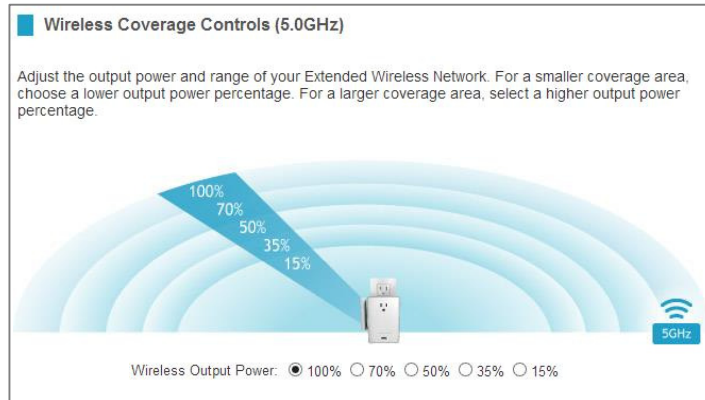 Wireless Coverage Controls (5.0GHz)
Adjust the output power and range of your Extended Wireless Network. For a smaller coverage area,
choose a lower output power percentage. For a larger coverage area, select a higher output power
percentage.
100%
70%
50%
35%
15%
5GHz
Wireless Output Power: 100% 70% 50% 35% 15%